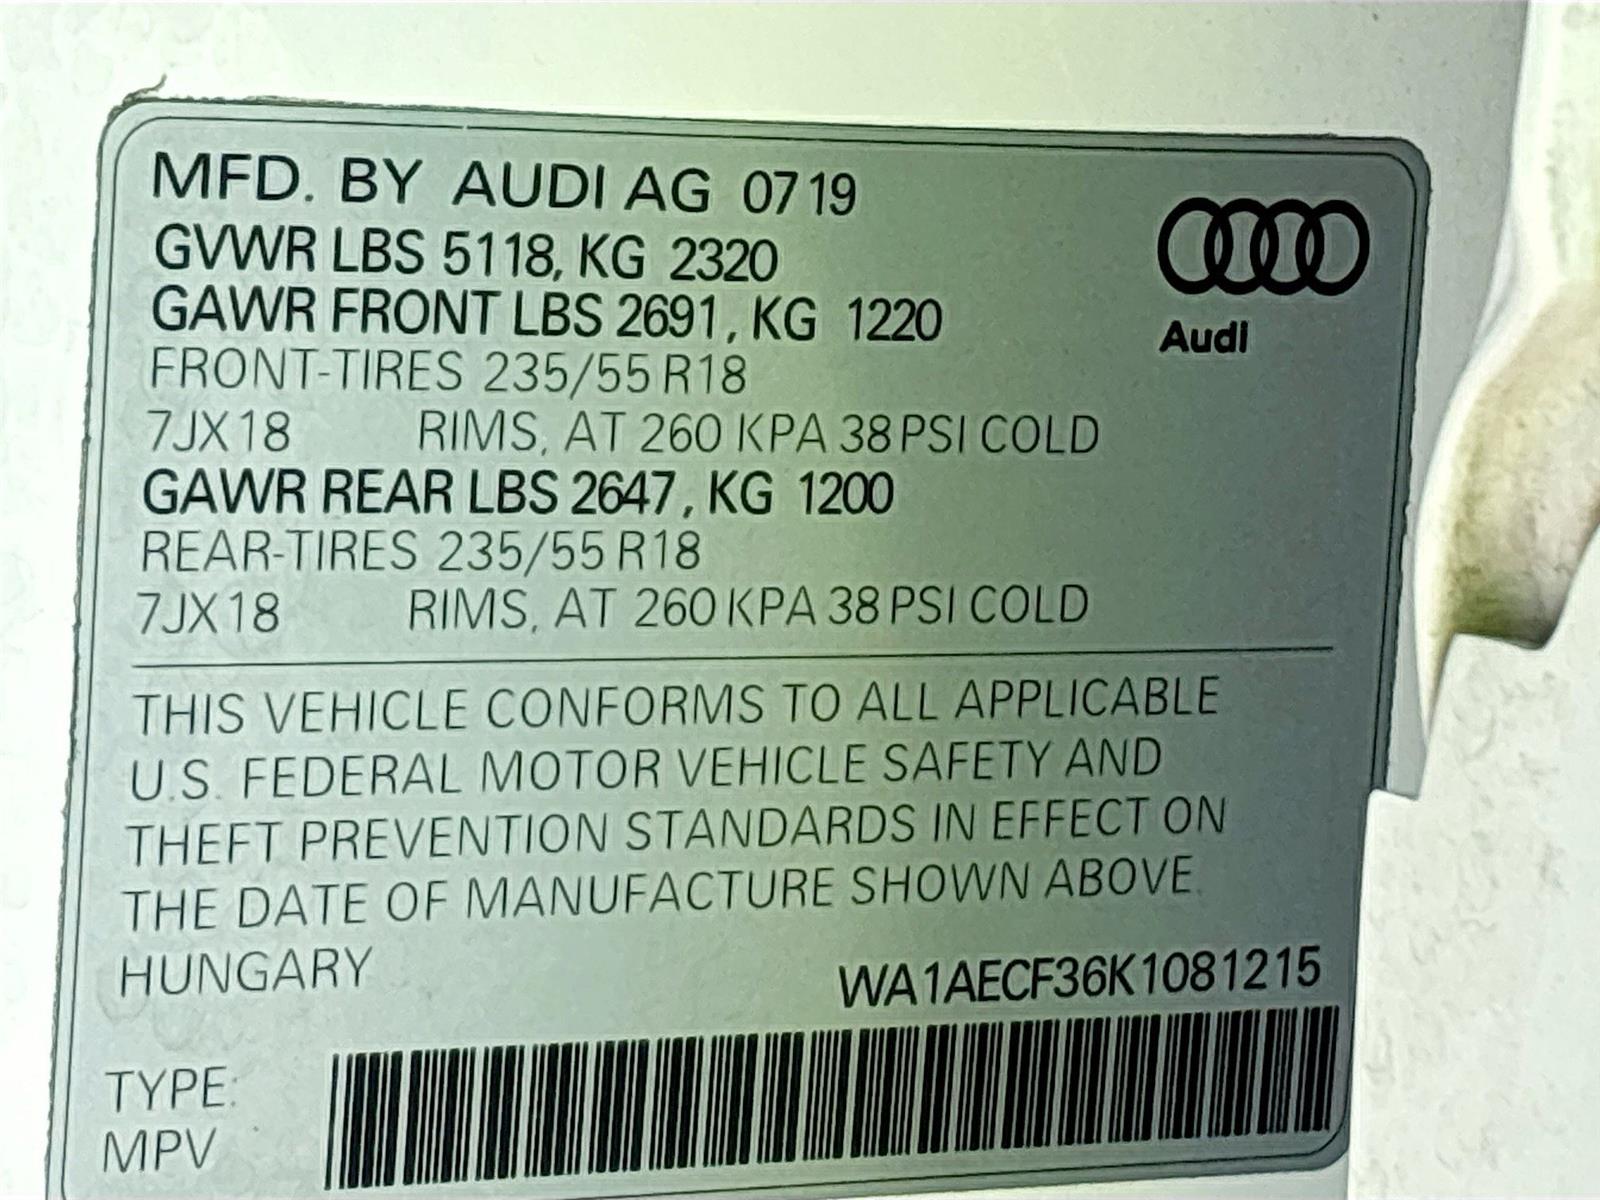 MFD. BY AUDI AG 0719
GVWR LBS 5118, KG 2320
GAWR FRONT LBS 2691, KG 1220
FRONT-TIRES 235/55 R18
7JX18 RIMS, AT 260 KPA 38 PSI COLD
GAWR REAR LBS 2647, KG 1200
REAR-TIRES 235/55 R18
7JX18 RIMS, AT 260 KPA 38 PSI COLD
Audi
THIS VEHICLE CONFORMS TO ALL APPLICABLE
U.S. FEDERAL MOTOR VEHICLE SAFETY AND
THEFT PREVENTION STANDARDS IN EFFECT ON
THE DATE OF MANUFACTURE SHOWN ABOVE.
HUNGARY WA1AECF36K1081215
TYPE:
MPV